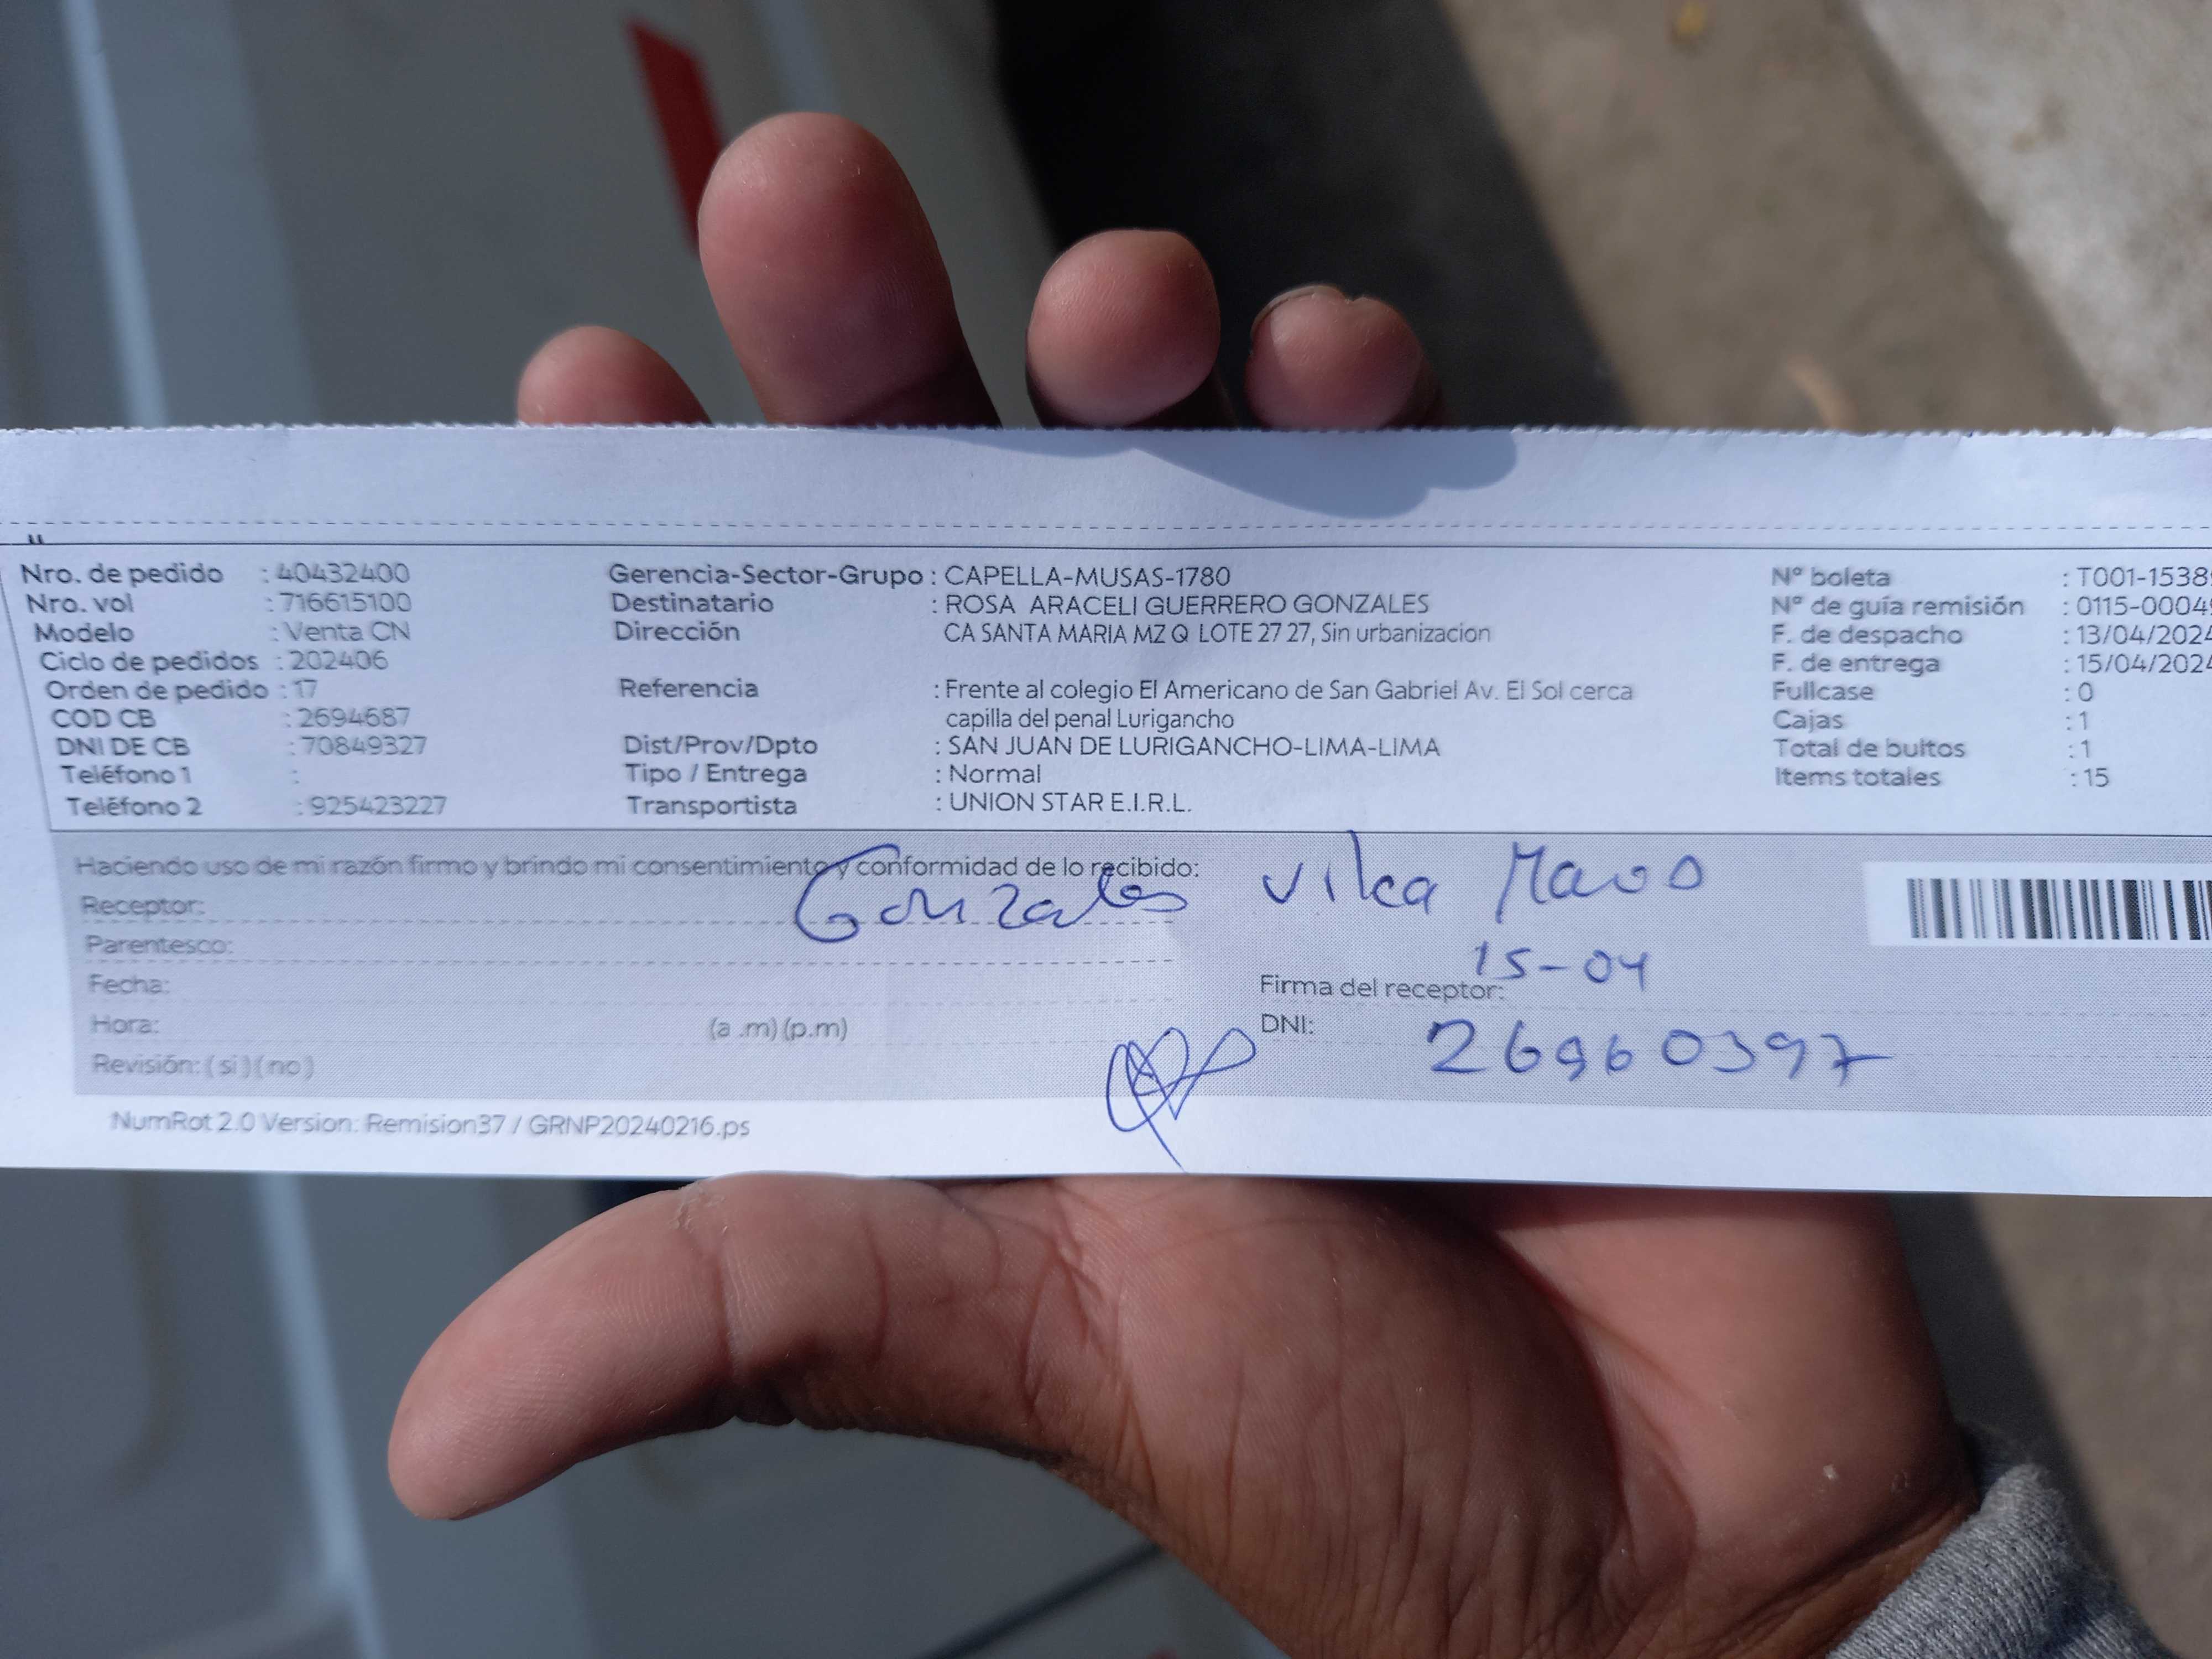 Nro. de pedido : 40432400
Nro. vol : 716615100
Modelo : Venta CN
Ciclo de pedidos : 202406
Orden de pedido : 17
COD CB : 2694687
DNI DE CB : 70849327
Teléfono 1 :
Teléfono 2 : 925423227
Gerencia-Sector-Grupo : CAPELLA-MUSAS-1780
Destinatario : ROSA ARACELI GUERRERO GONZALES
Dirección CA SANTA MARIA MZ Q LOTE 27 27, Sin urbanizacion
Referencia : Frente al colegio El Americano de San Gabriel Av. El Sol cerca
capilla del penal Lurigancho
Dist/Prov/Dpto : SAN JUAN DE LURIGANCHO-LIMA-LIMA
Tipo / Entrega : Normal
Transportista : UNION STAR E.I.R.L.
Nº boleta : T001-1538
Nº de guía remisión : 0115-0004
F. de despacho : 13/04/2024
F. de entrega : 15/04/2024
Fullcase : 0
Cajas : 1
Total de bultos : 1
Items totales : 15
Haciendo uso de mi razón firmo y brindo mi consentimiento y conformidad de lo recibido:
Receptor: Gonzales Vilca
Parentesco:
Fecha: 15-04
Firma del receptor:
Hora: (a .m) (p.m)
DNI: 26960397
Revisión: ( si ) ( no )
NumRot 2.0 Version: Remision37 / GRNP20240216.ps